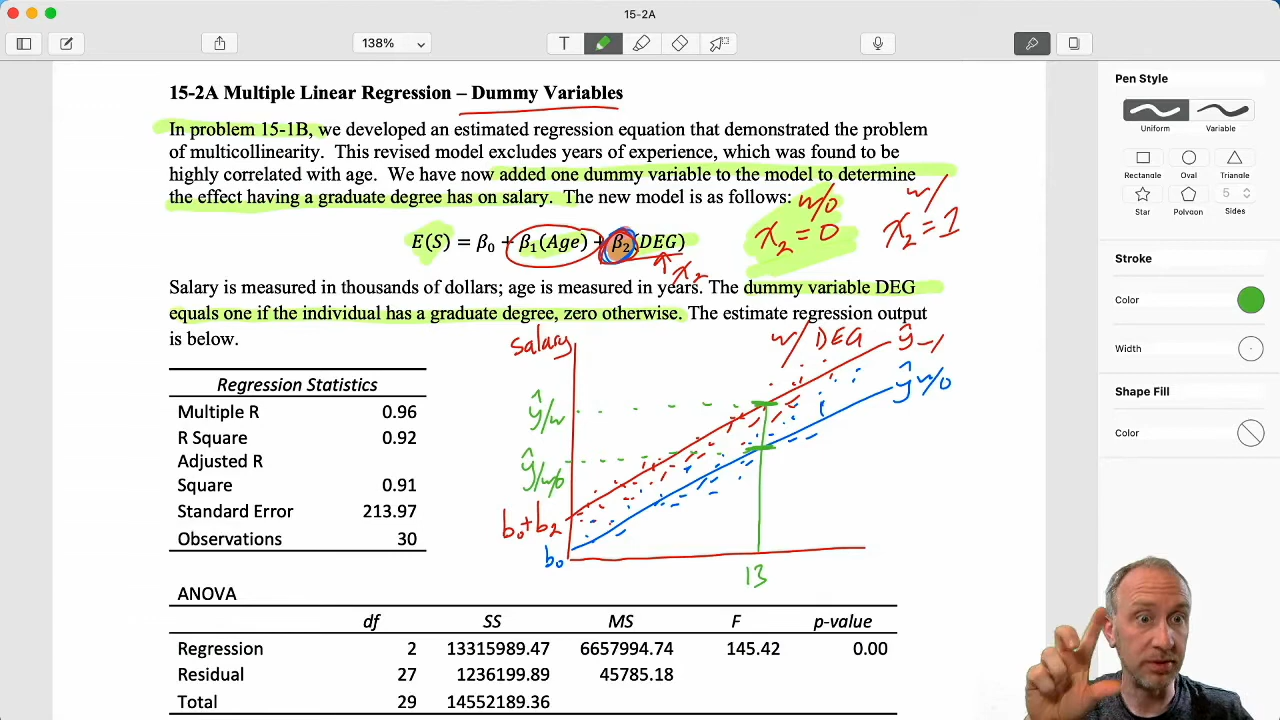 15-2A
138%
T
Pen Style
Uniform
Variable
Rectangle
Oval
Triangle
Star
Polygon
5
Sides
Stroke
Color
Width
Shape Fill
Color
15-2A Multiple Linear Regression – Dummy Variables
In problem 15-1B, we developed an estimated regression equation that demonstrated the problem
of multicollinearity. This revised model excludes years of experience, which was found to be
highly correlated with age. We have now added one dummy variable to the model to determine
the effect having a graduate degree has on salary. The new model is as follows:
w/o
w/
E(S) = β₀ + β₁(Age) + β₂(DEG)
x₂ = 0
x₂ = 1
x₂
Salary is measured in thousands of dollars; age is measured in years. The dummy variable DEG
equals one if the individual has a graduate degree, zero otherwise. The estimate regression output
is below.
Regression Statistics
Multiple R 0.96
R Square 0.92
Adjusted R
Square 0.91
Standard Error 213.97
Observations 30
salary
w/ DEG
ŷ w/o
ŷ/w
ŷ/w/o
b₀+b₂
b₀
13
ANOVA
df SS MS F p-value
Regression 2 13315989.47 6657994.74 145.42 0.00
Residual 27 1236199.89 45785.18
Total 29 14552189.36